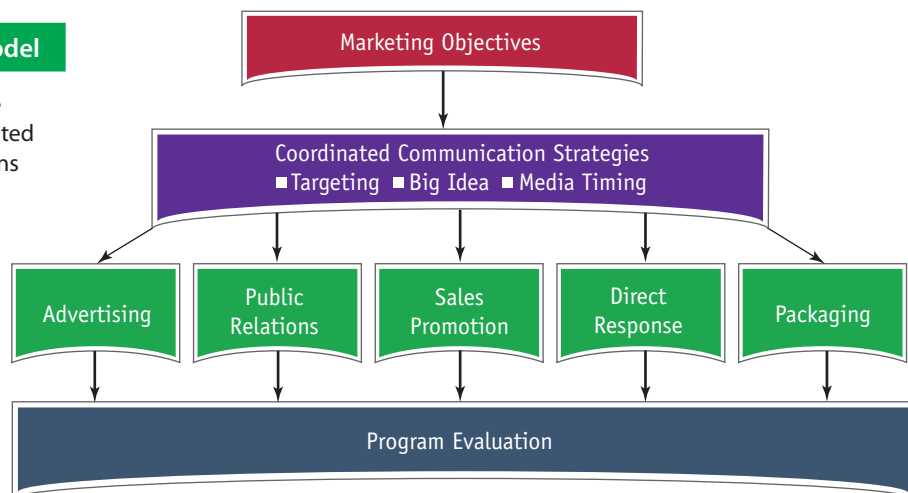 odel
ted
ns
Marketing Objectives
Coordinated Communication Strategies
■ Targeting ■ Big Idea ■ Media Timing
Advertising
Public
Relations
Sales
Promotion
Direct
Response
Packaging
Program Evaluation